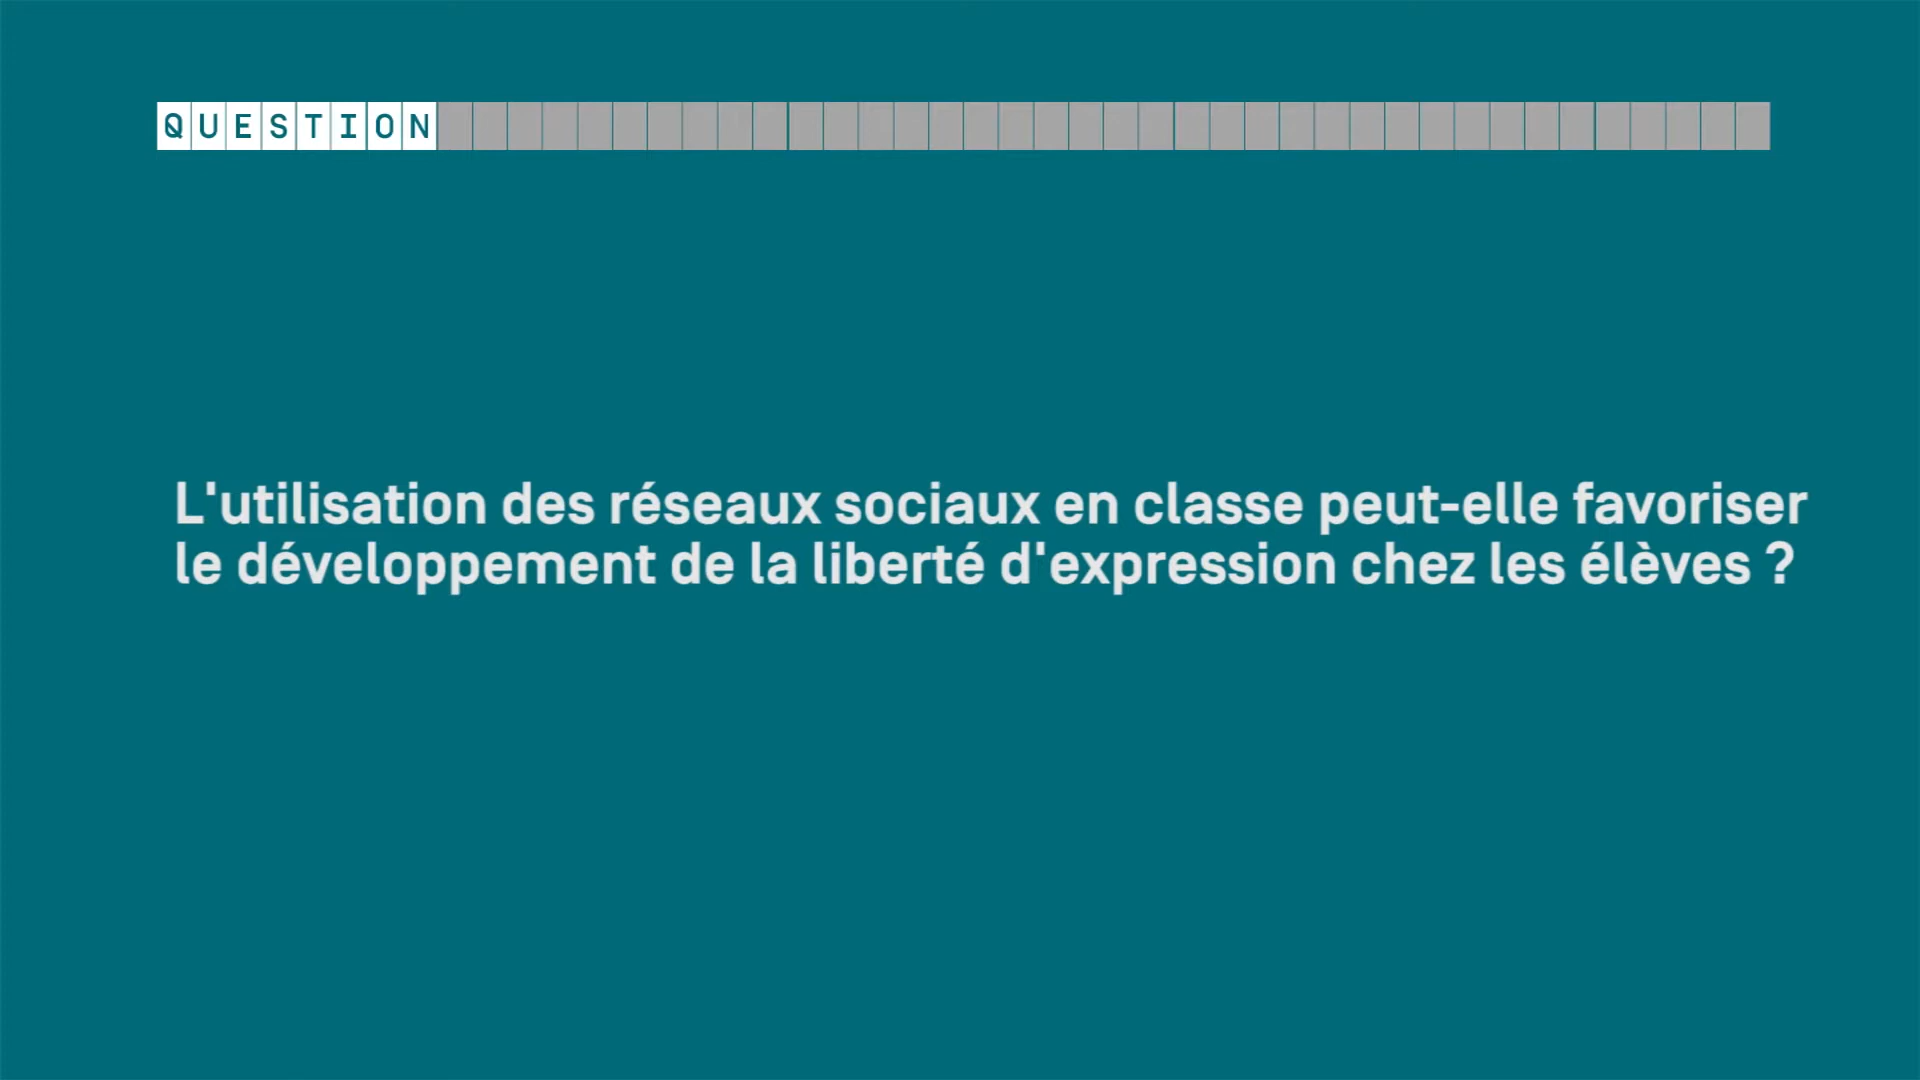 QUESTION
L'utilisation des réseaux sociaux en classe peut-elle favoriser
le développement de la liberté d'expression chez les élèves ?